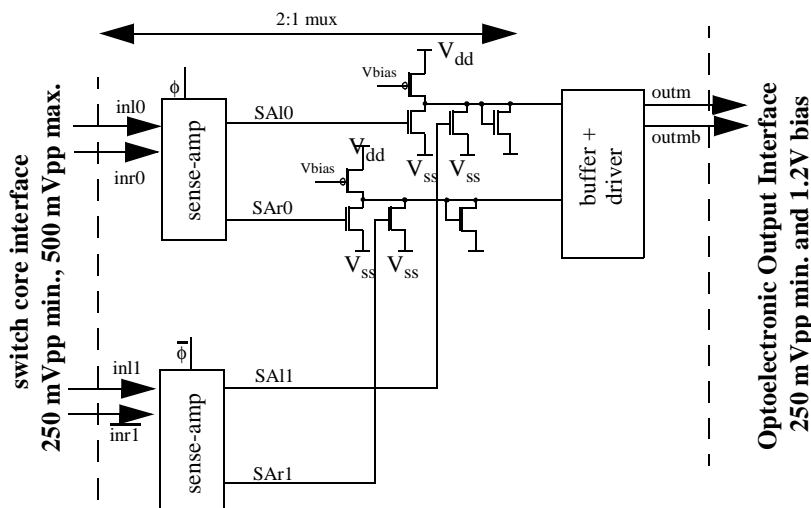 2:1 mux
switch core interface
250 mVpp min., 500 mVpp max.
inl0
inr0
ϕ
sense-amp
SAl0
SAr0
Vdd
Vbias
Vss
Vss
Vdd
Vbias
Vss
Vss
buffer +
driver
outm
outmb
Optoelectronic Output Interface
250 mVpp min. and 1.2V bias
inl1
inr1
ϕ
sense-amp
SAl1
SAr1